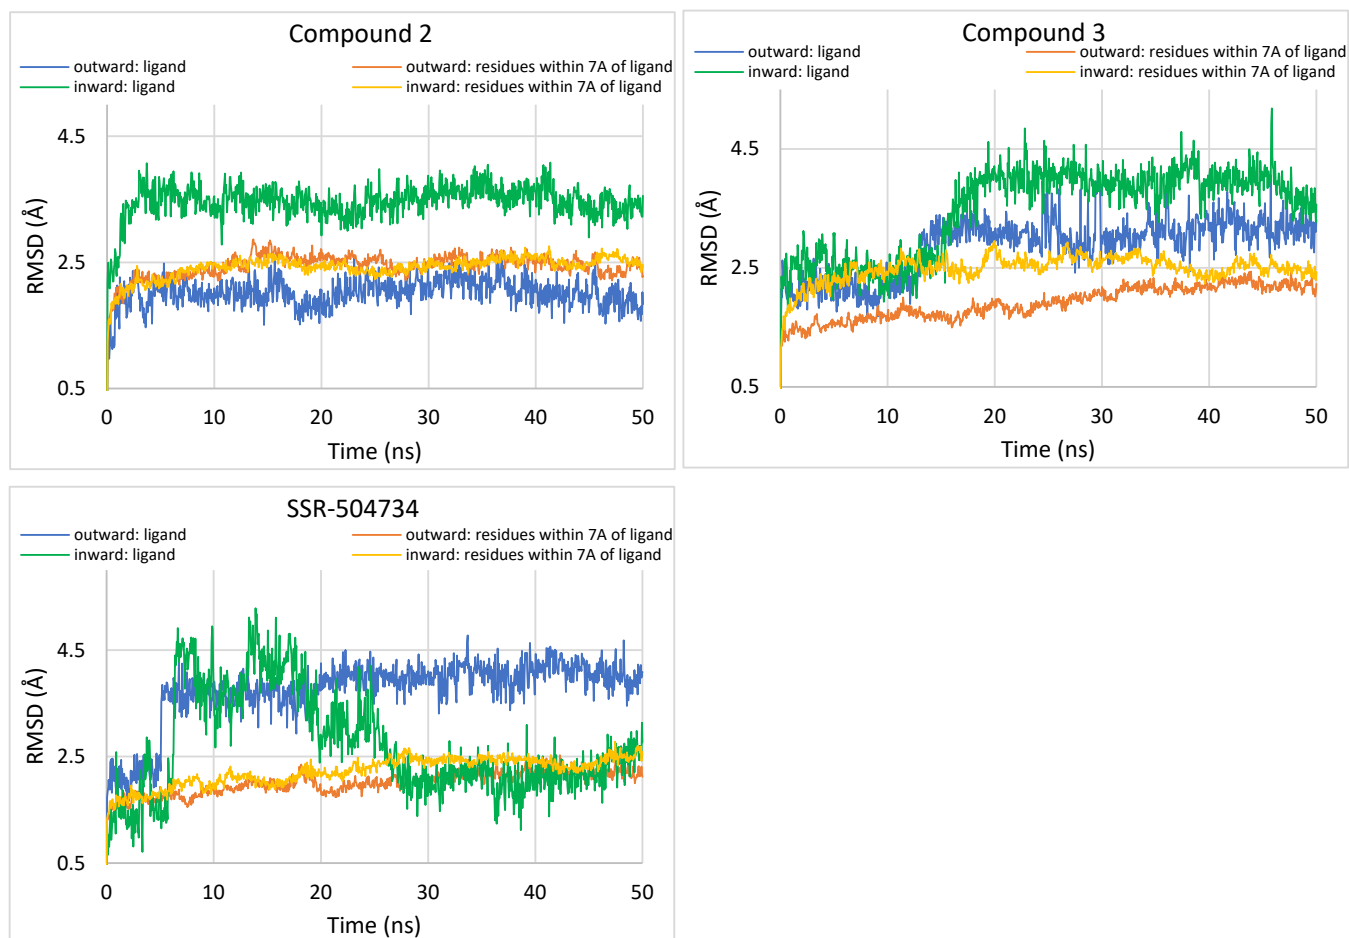 Compound 2
outward: ligand
outward: residues within 7A of ligand
inward: ligand
inward: residues within 7A of ligand
4.5
2.5
0.5
RMSD (Å)
0 10 20 30 40 50
Time (ns)
Compound 3
outward: ligand
outward: residues within 7A of ligand
inward: ligand
inward: residues within 7A of ligand
4.5
2.5
0.5
RMSD (Å)
0 10 20 30 40 50
Time (ns)
SSR-504734
outward: ligand
outward: residues within 7A of ligand
inward: ligand
inward: residues within 7A of ligand
4.5
2.5
0.5
RMSD (Å)
0 10 20 30 40 50
Time (ns)